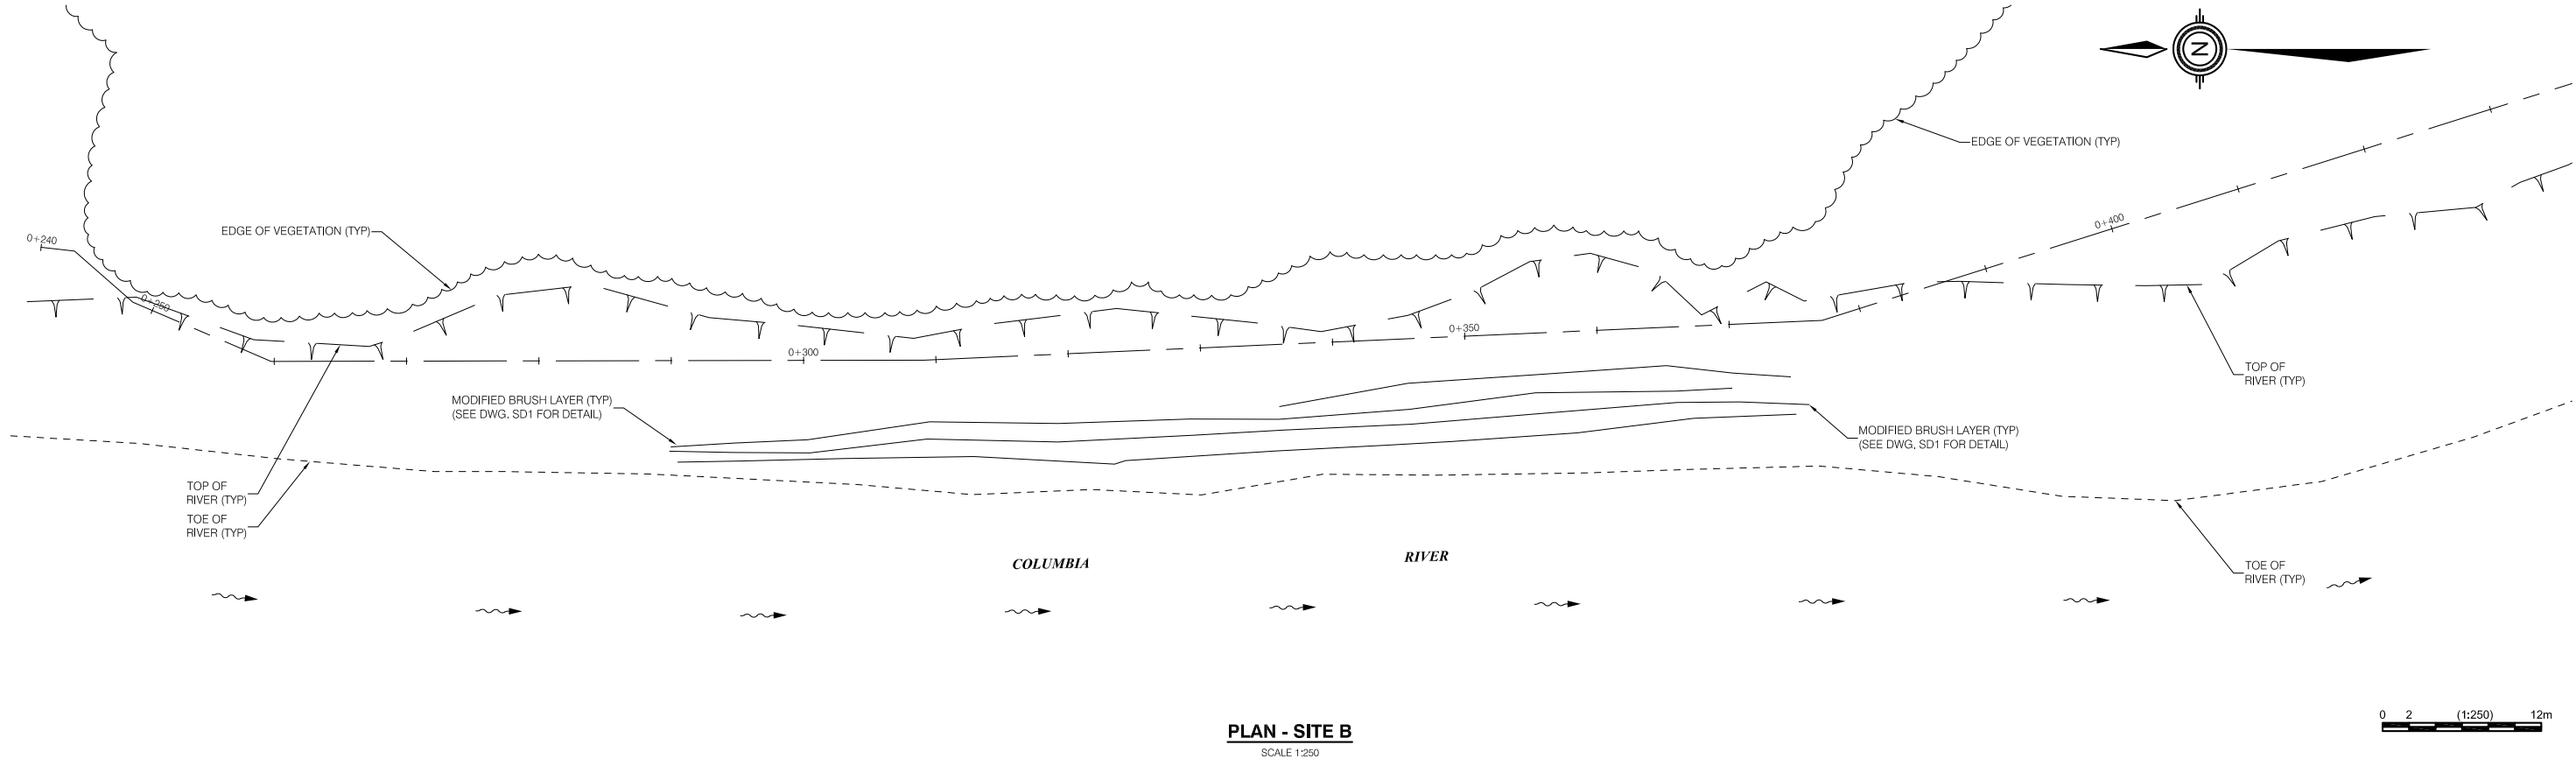 N
EDGE OF VEGETATION (TYP)
0+400
EDGE OF VEGETATION (TYP)
0+240
0+250
0+350
0+300
TOP OF
RIVER (TYP)
MODIFIED BRUSH LAYER (TYP)
(SEE DWG. SD1 FOR DETAIL)
MODIFIED BRUSH LAYER (TYP)
(SEE DWG. SD1 FOR DETAIL)
TOP OF
RIVER (TYP)
TOE OF
RIVER (TYP)
COLUMBIA RIVER
TOE OF
RIVER (TYP)
0 2 (1:250) 12m
PLAN - SITE B
SCALE 1:250